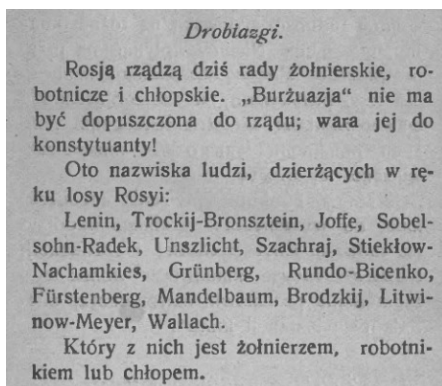 Drobiazgi.
Rosją rządzą dziś rady żołnierskie, ro-
botnicze i chłopskie. „Burżuazja“ nie ma
być dopuszczona do rządu; wara jej do
konstytuanty!
Oto nazwiska ludzi, dzierżących w rę-
ku losy Rosyi:
Lenin, Trockij-Bronsztein, Joffe, Sobel-
sohn-Radek, Unszlicht, Szachraj, Stiekłow-
Nachamkies, Grünberg, Rundo-Bicenko,
Fürstenberg, Mandelbaum, Brodzkij, Litwi-
now-Meyer, Wallach.
Który z nich jest żołnierzem, robotni-
kiem lub chłopem.